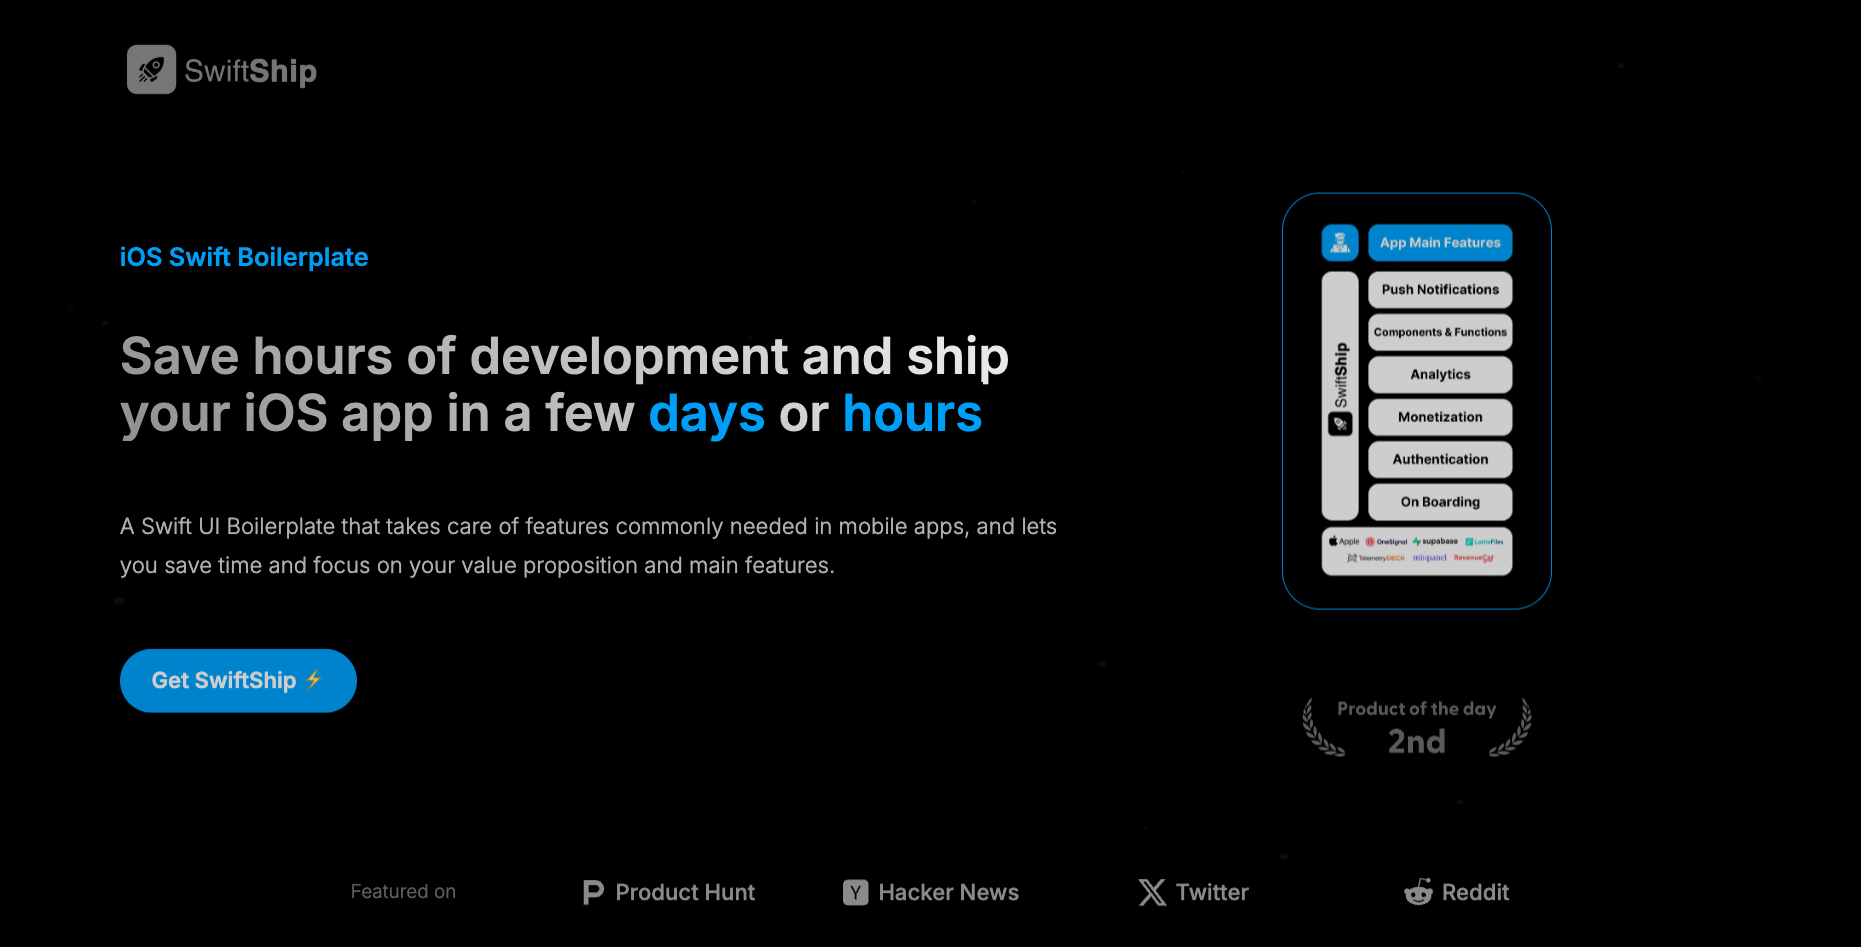 SwiftShip
iOS Swift Boilerplate
Save hours of development and ship
your iOS app in a few days or hours
A Swift UI Boilerplate that takes care of features commonly needed in mobile apps, and lets
you save time and focus on your value proposition and main features.
Get SwiftShip ⚡
App Main Features
SwiftShip
Push Notifications
Components & Functions
Analytics
Monetization
Authentication
On Boarding
Apple OneSignal supabase LottieFiles
TelemetryDECK mixpanel RevenueCat
Product of the day
2nd
Featured on
Product Hunt
Y Hacker News
Twitter
Reddit